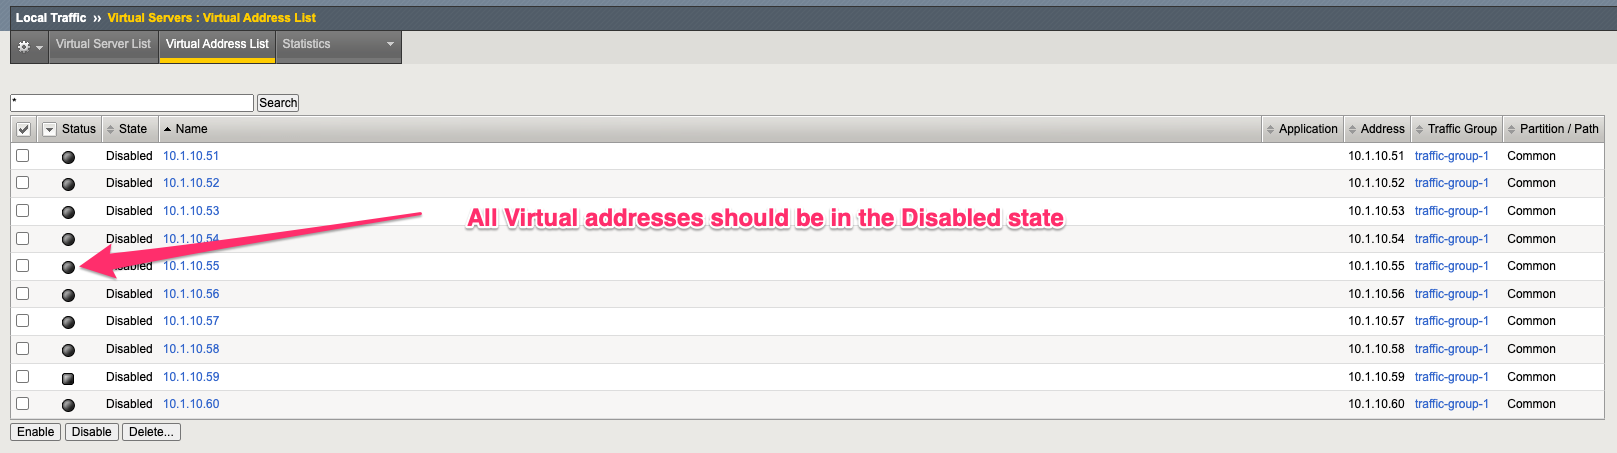 Local Traffic ›› Virtual Servers : Virtual Address List
Virtual Server List Virtual Address List Statistics
* Search
Status State Name Application Address Traffic Group Partition / Path
Disabled 10.1.10.51 10.1.10.51 traffic-group-1 Common
Disabled 10.1.10.52 10.1.10.52 traffic-group-1 Common
Disabled 10.1.10.53 10.1.10.53 traffic-group-1 Common
All Virtual addresses should be in the Disabled state
Disabled 10.1.10.54 10.1.10.54 traffic-group-1 Common
Disabled 10.1.10.55 10.1.10.55 traffic-group-1 Common
Disabled 10.1.10.56 10.1.10.56 traffic-group-1 Common
Disabled 10.1.10.57 10.1.10.57 traffic-group-1 Common
Disabled 10.1.10.58 10.1.10.58 traffic-group-1 Common
Disabled 10.1.10.59 10.1.10.59 traffic-group-1 Common
Disabled 10.1.10.60 10.1.10.60 traffic-group-1 Common
Enable Disable Delete...